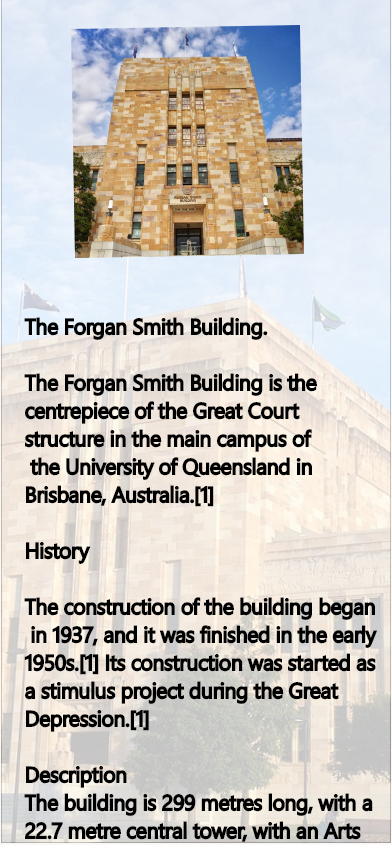 The Forgan Smith Building.
The Forgan Smith Building is the
centrepiece of the Great Court
structure in the main campus of
the University of Queensland in
Brisbane, Australia.[1]
History
The construction of the building began
in 1937, and it was finished in the early
1950s.[1] Its construction was started as
a stimulus project during the Great
Depression.[1]
Description
The building is 299 metres long, with a
22.7 metre central tower, with an Arts